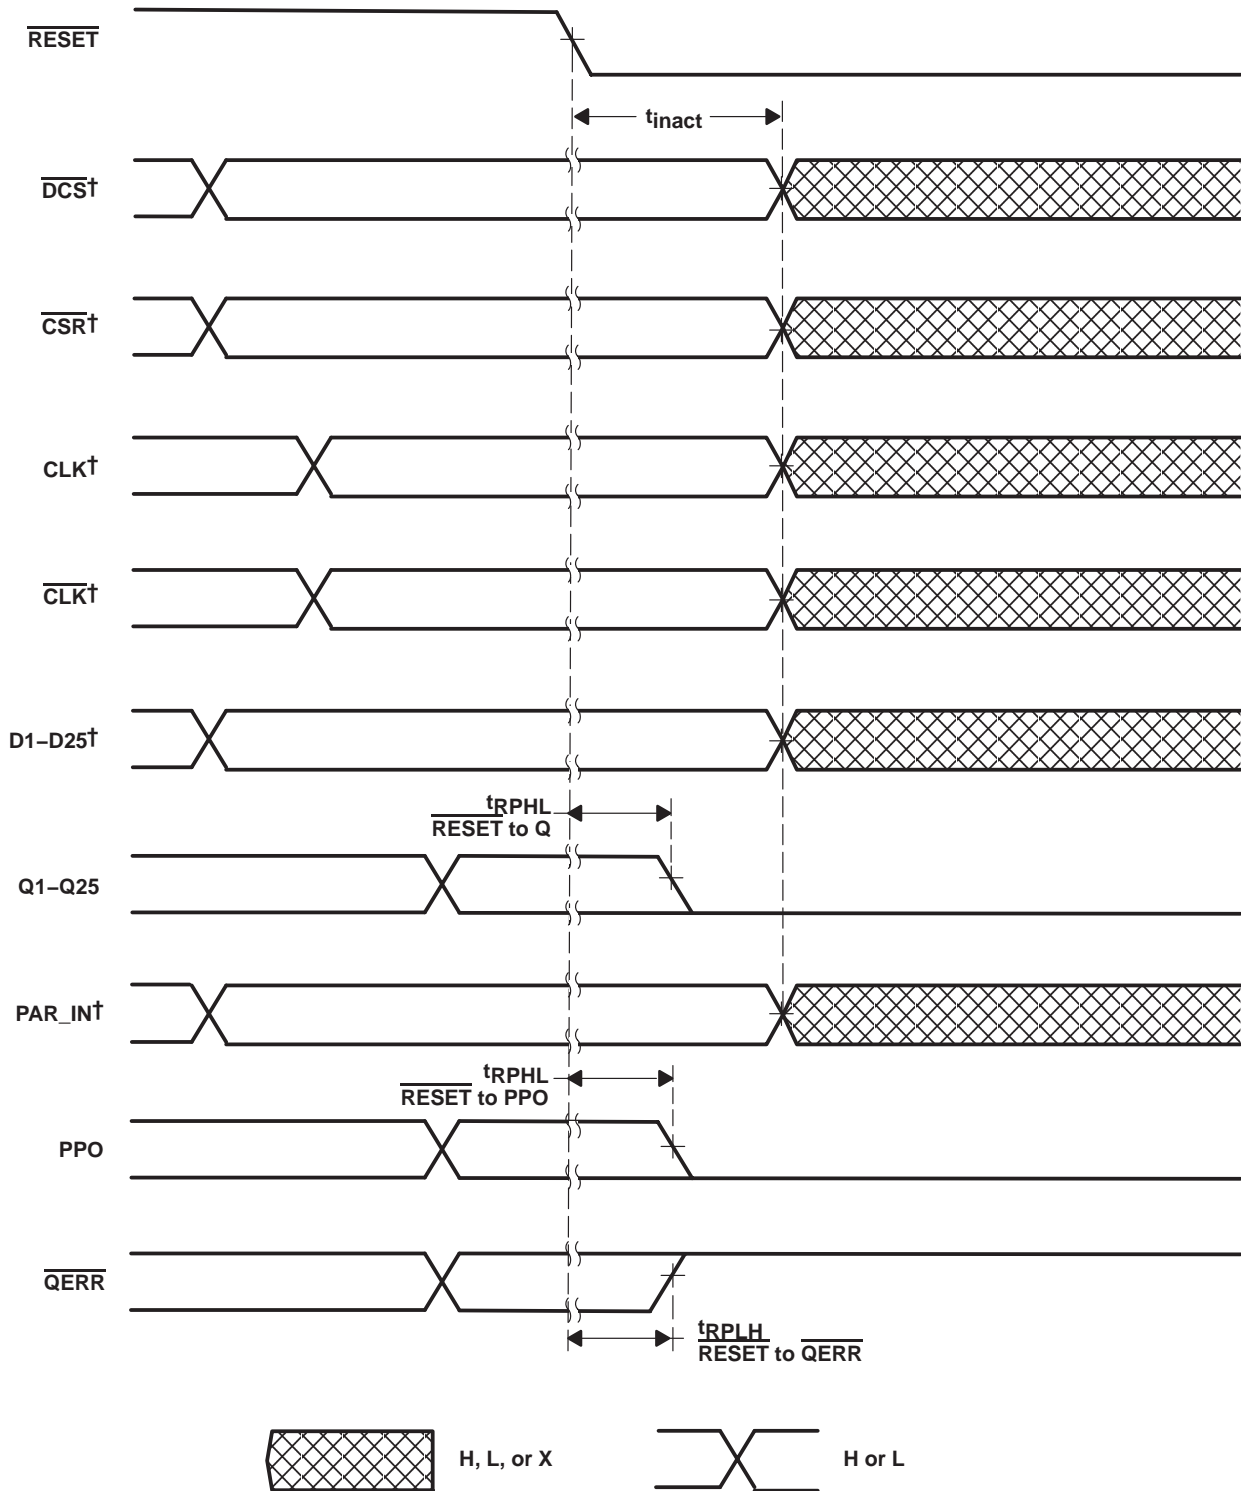 RESET
tinact
DCS†
CSR†
CLK†
CLK†
D1–D25†
tRPHL
RESET to Q
Q1–Q25
PAR_IN†
tRPHL
RESET to PPO
PPO
QERR
tRPLH
RESET to QERR
H, L, or X
H or L